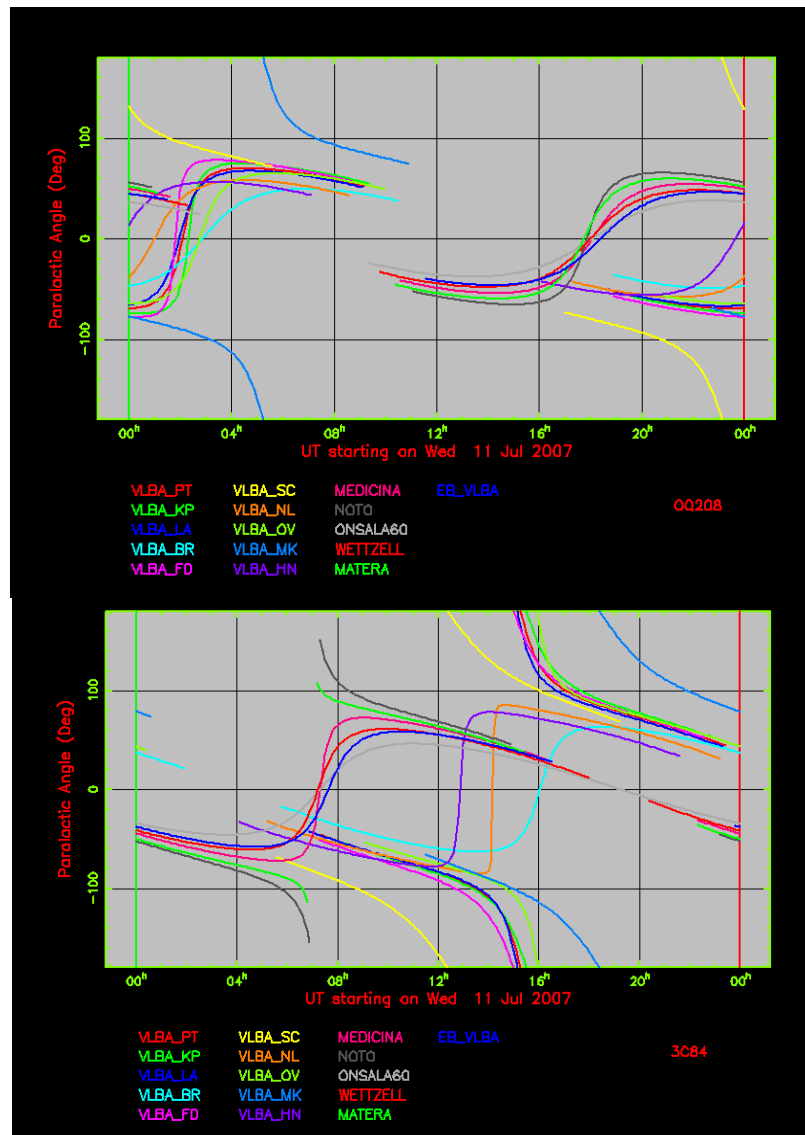 Paralactic Angle (Deg)
100
0
-100
00h 04h 08h 12h 16h 20h 00h
UT starting on Wed 11 Jul 2007
VLBA_PT VLBA_SC MEDICINA EB_VLBA
VLBA_KP VLBA_NL NOTO OQ208
VLBA_LA VLBA_OV ONSALA60
VLBA_BR VLBA_MK WETTZELL
VLBA_FD VLBA_HN MATERA
Paralactic Angle (Deg)
100
0
-100
00h 04h 08h 12h 16h 20h 00h
UT starting on Wed 11 Jul 2007
VLBA_PT VLBA_SC MEDICINA EB_VLBA
VLBA_KP VLBA_NL NOTO 3C84
VLBA_LA VLBA_OV ONSALA60
VLBA_BR VLBA_MK WETTZELL
VLBA_FD VLBA_HN MATERA